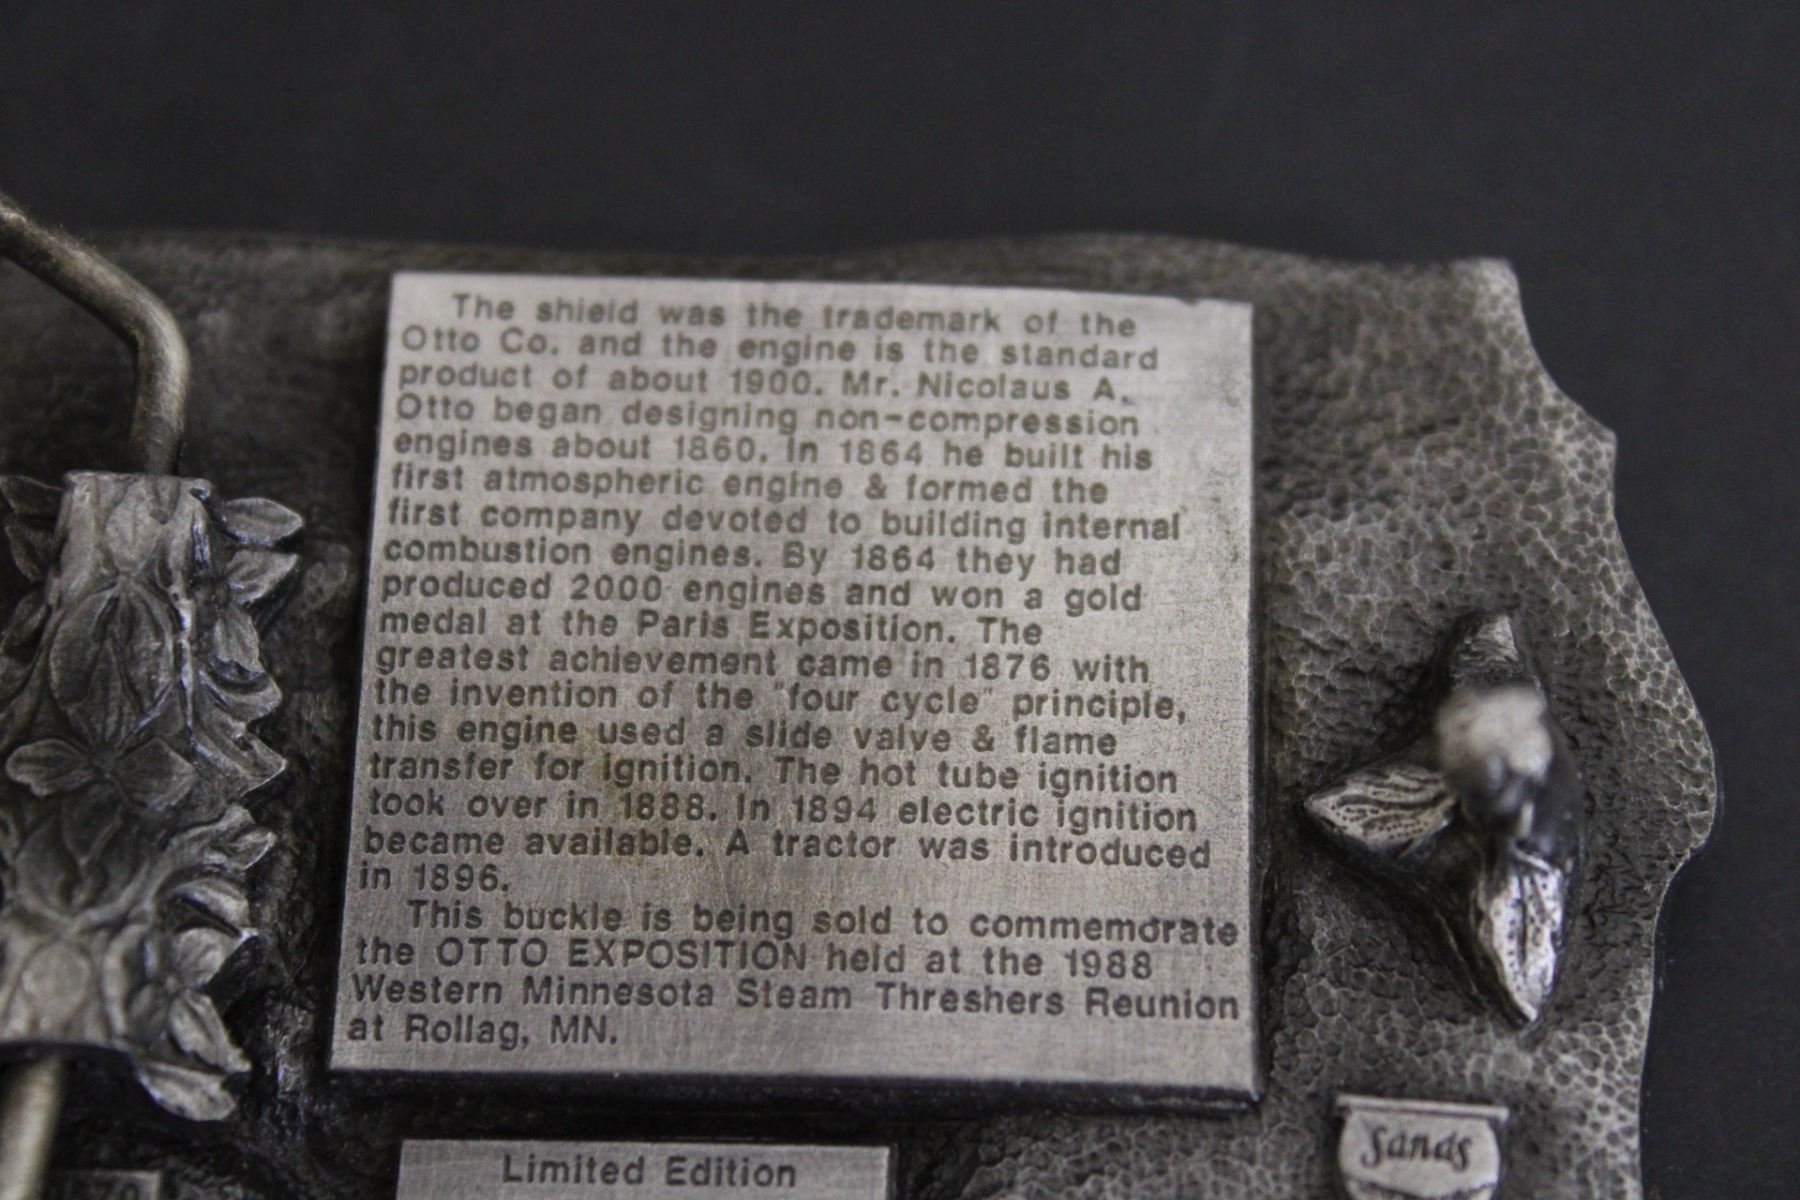 The shield was the trademark of the
Otto Co. and the engine is the standard
product of about 1900. Mr. Nicolaus A.
Otto began designing non-compression
engines about 1860. In 1864 he built his
first atmospheric engine & formed the
first company devoted to building internal
combustion engines. By 1864 they had
produced 2000 engines and won a gold
medal at the Paris Exposition. The
greatest achievement came in 1876 with
the invention of the "four cycle" principle,
this engine used a slide valve & flame
transfer for ignition. The hot tube ignition
took over in 1888. In 1894 electric ignition
became available. A tractor was introduced
in 1896.
This buckle is being sold to commemorate
the OTTO EXPOSITION held at the 1988
Western Minnesota Steam Threshers Reunion
at Rollag, MN.
Limited Edition
Sands